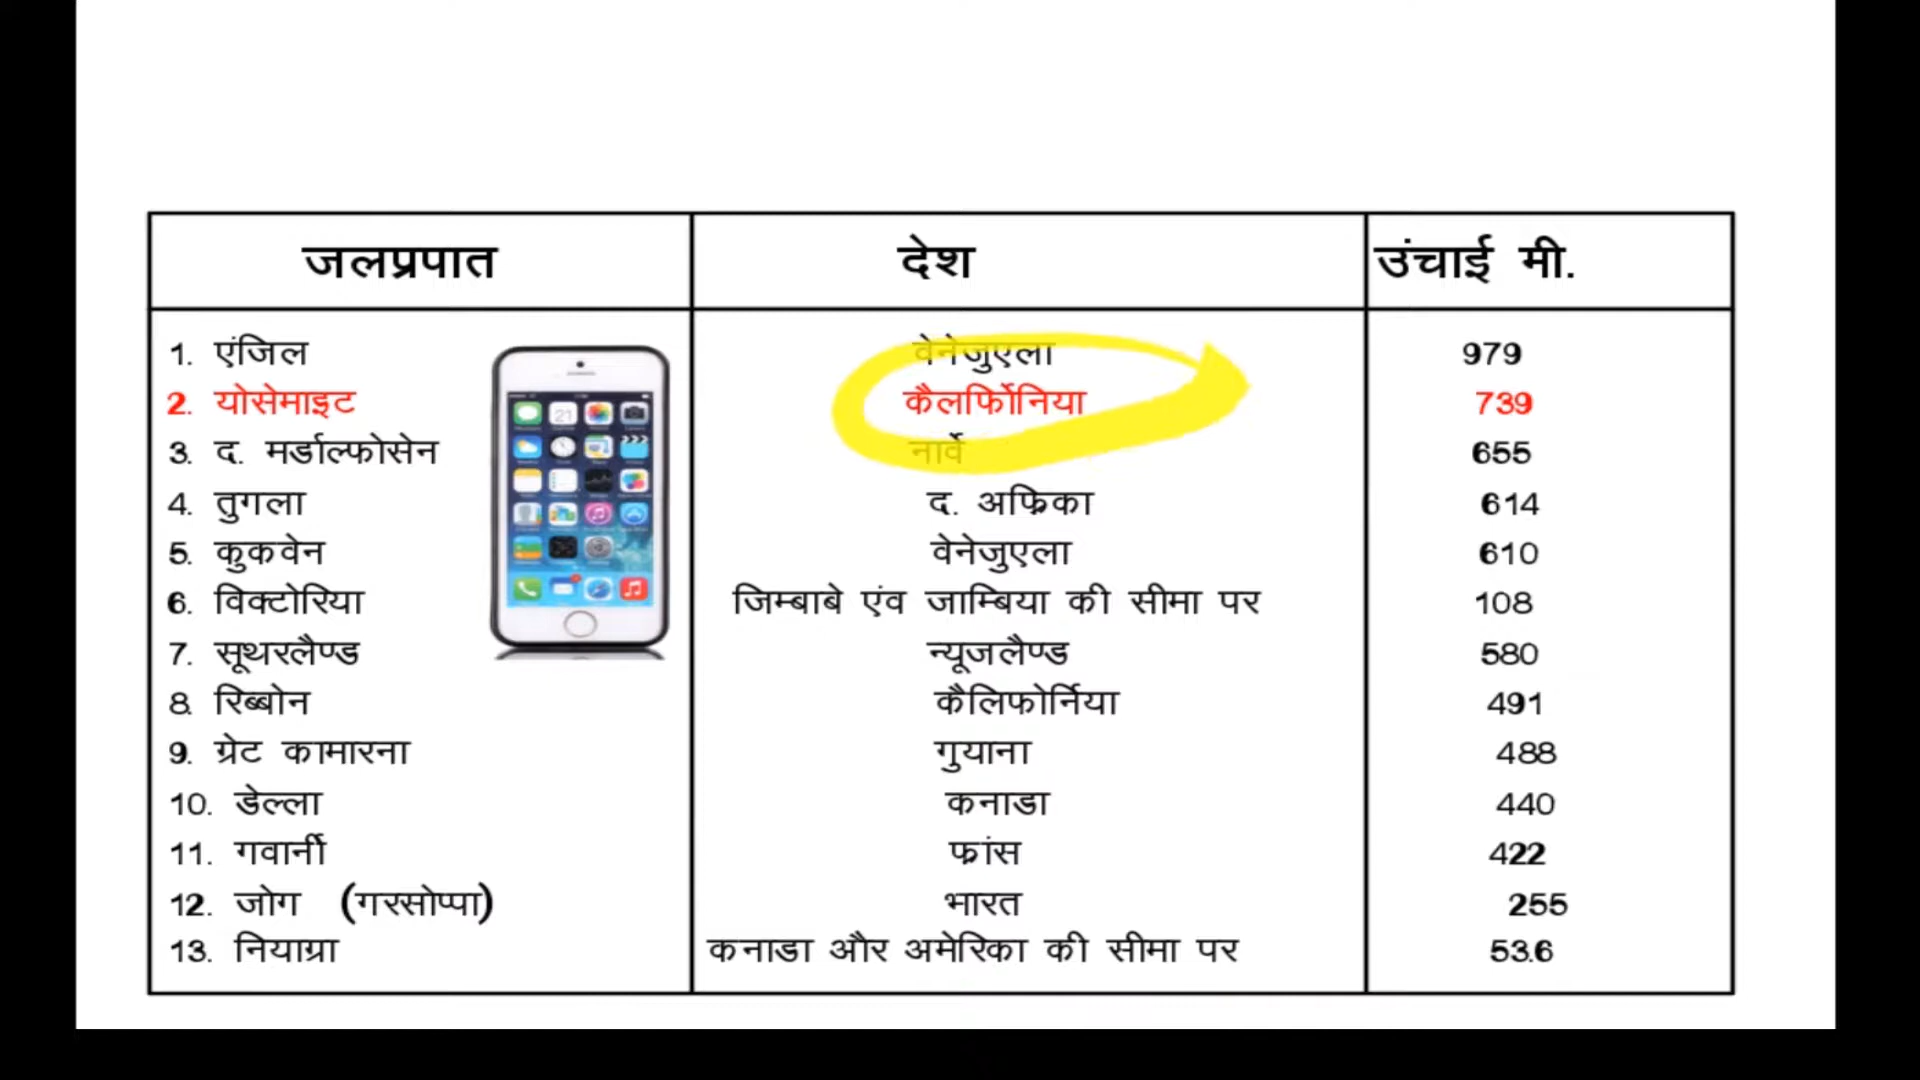 जलप्रपात देश उंचाई मी.
1. एंजिल वेनेजुएला 979
2. योसेमाइट कैलर्फोिनिया 739
3. द. मर्डाल्फोसेन नार्वे 655
4. तुगला द. अफ्रिका 614
5. कुकवेन वेनेजुएला 610
6. विक्टोरिया जिम्बाबे एंव जाम्बिया की सीमा पर 108
7. सूथरलैण्ड न्यूजलैण्ड 580
8. रिब्बोन कैलिफोर्निया 491
9. ग्रेट कामारना गुयाना 488
10. डेल्ला कनाडा 440
11. गवार्नी फ्रांस 422
12. जोग (गरसोप्पा) भारत 255
13. नियाग्रा कनाडा और अमेरिका की सीमा पर 53.6